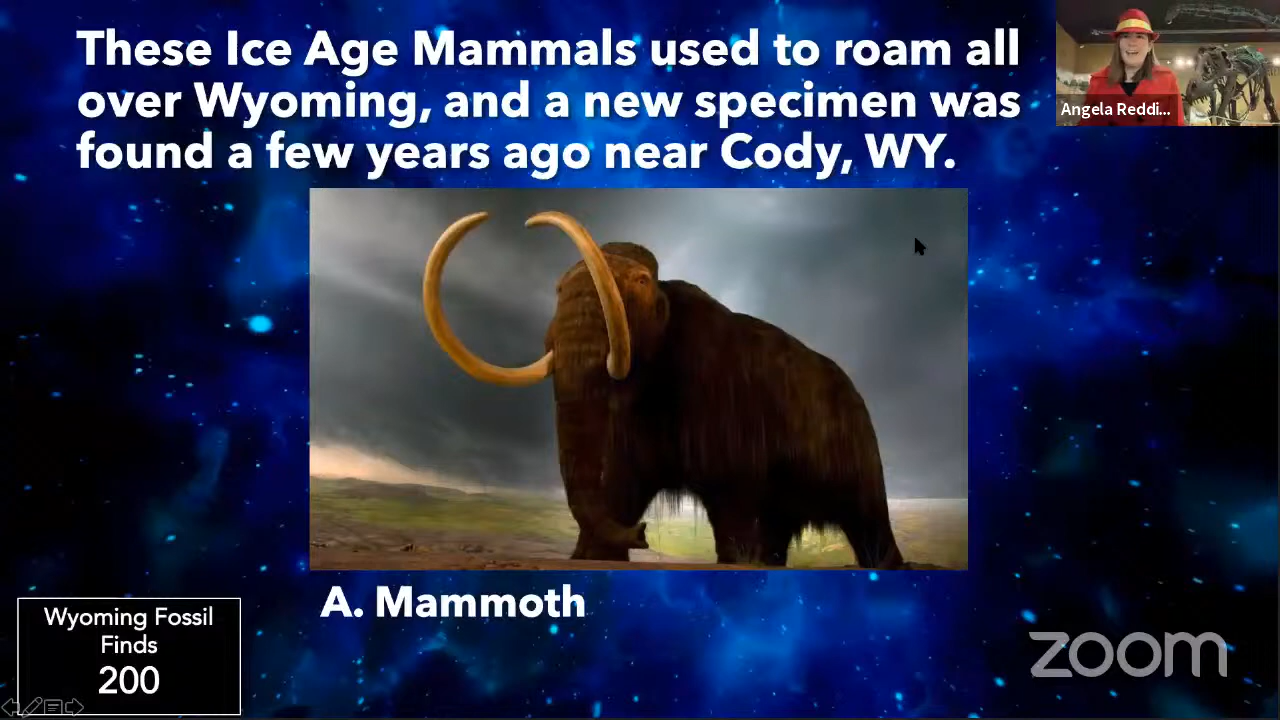 These Ice Age Mammals used to roam all
over Wyoming, and a new specimen was
found a few years ago near Cody, WY.
Angela Reddi...
A. Mammoth
Wyoming Fossil
Finds
200
zoom